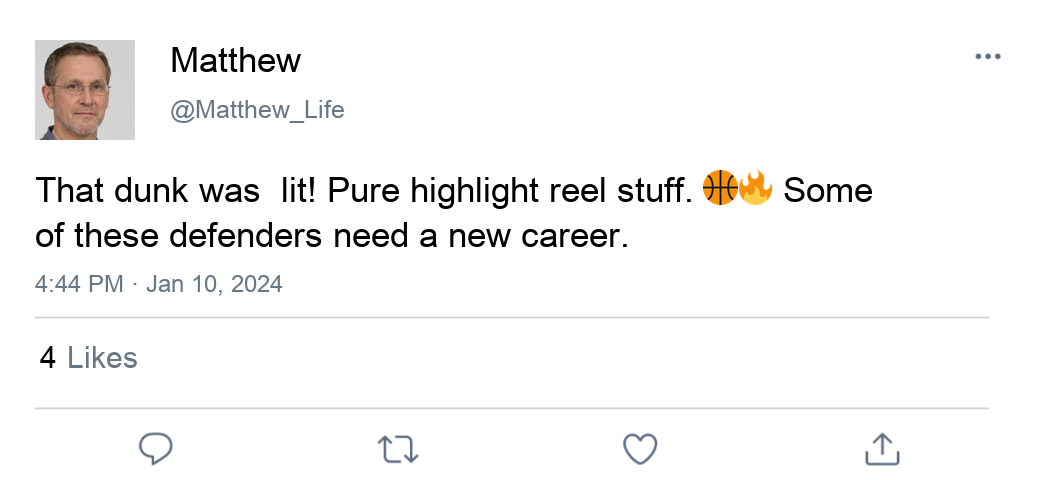 Matthew
@Matthew_Life
That dunk was  lit! Pure highlight reel stuff. 🏀🔥 Some
of these defenders need a new career.
4:44 PM · Jan 10, 2024
4 Likes